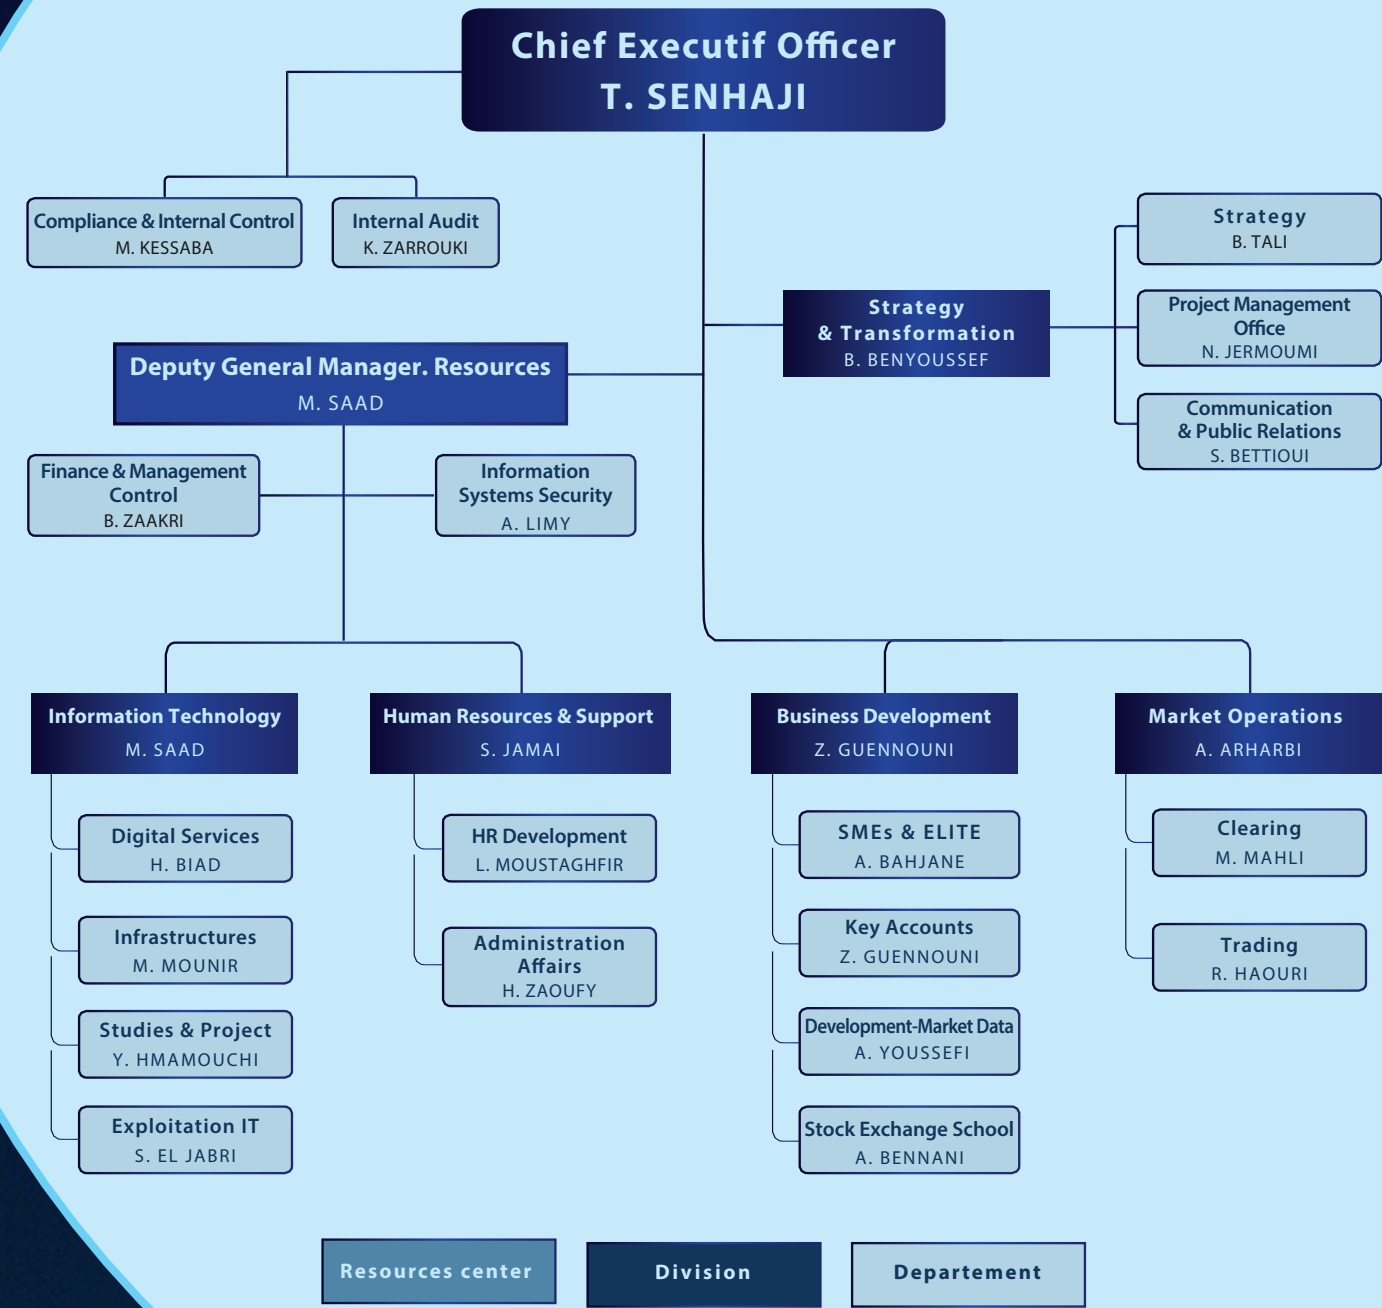 Chief Executif Officer
T. SENHAJI
Compliance & Internal Control
M. KESSABA
Internal Audit
K. ZARROUKI
Strategy
& Transformation
B. BENYOUSSEF
Strategy
B. TALI
Project Management
Office
N. JERMOUMI
Communication
& Public Relations
S. BETTIOUI
Deputy General Manager. Resources
M. SAAD
Finance & Management
Control
B. ZAAKRI
Information
Systems Security
A. LIMY
Information Technology
M. SAAD
Digital Services
H. BIAD
Infrastructures
M. MOUNIR
Studies & Project
Y. HMAMOUCHI
Exploitation IT
S. EL JABRI
Human Resources & Support
S. JAMAI
HR Development
L. MOUSTAGHFIR
Administration
Affairs
H. ZAOUFY
Business Development
Z. GUENNOUNI
SMEs & ELITE
A. BAHJANE
Key Accounts
Z. GUENNOUNI
Development-Market Data
A. YOUSSEFI
Stock Exchange School
A. BENNANI
Market Operations
A. ARHARBI
Clearing
M. MAHLI
Trading
R. HAOURI
Resources center
Division
Departement